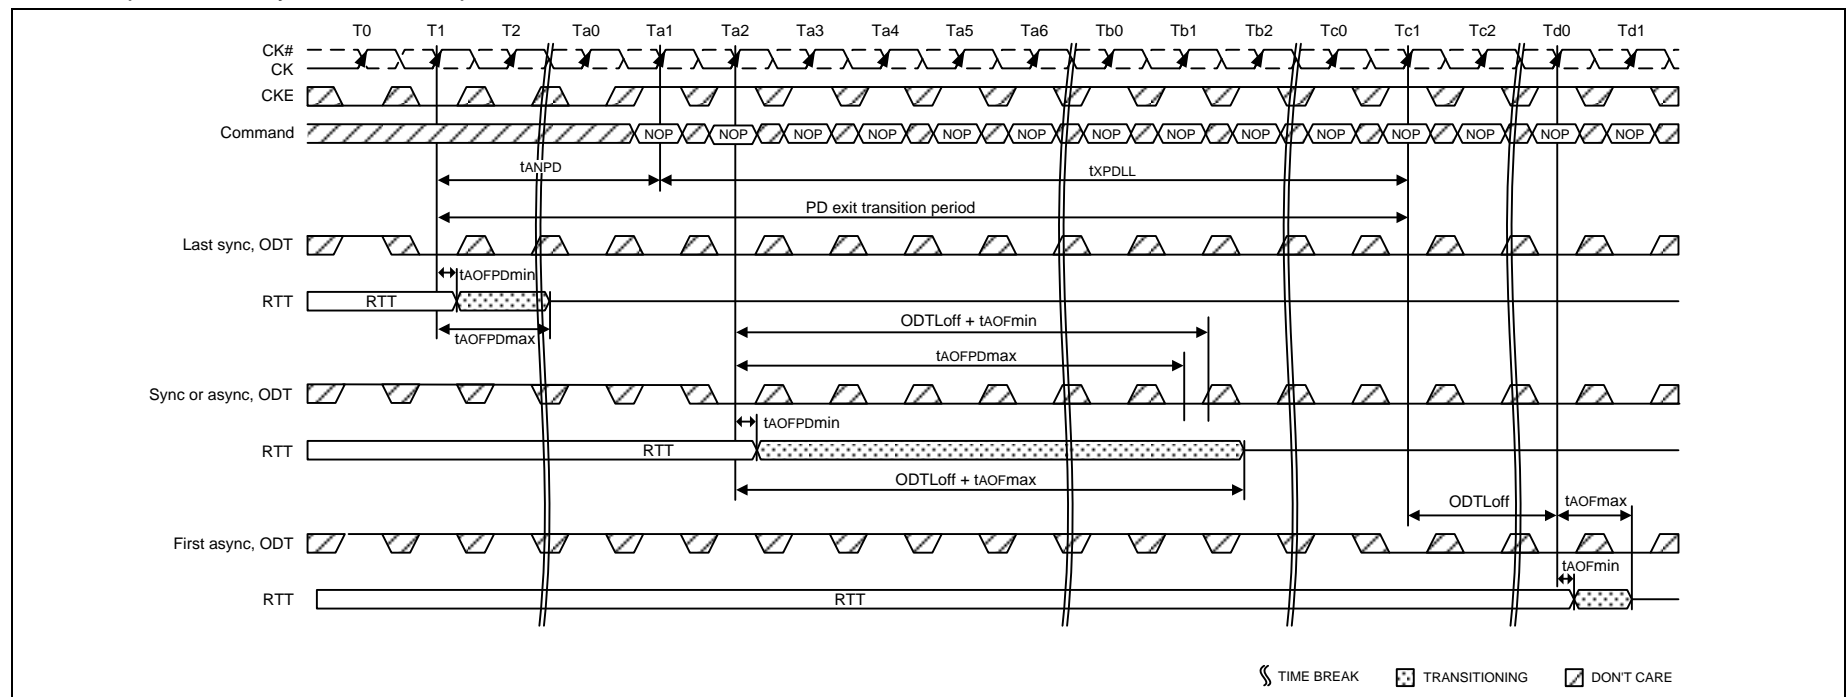 T0 T1 T2 Ta0 Ta1 Ta2 Ta3 Ta4 Ta5 Ta6 Tb0 Tb1 Tb2 Tc0 Tc1 Tc2 Td0 Td1
CK#
CK
CKE
Command NOP NOP NOP NOP NOP NOP NOP NOP NOP NOP NOP NOP NOP NOP
tANPD tXPDLL
PD exit transition period
Last sync, ODT
tAOFPDmin
RTT RTT
tAOFPDmax
ODTLoff + tAOFmin
tAOFPDmax
Sync or async, ODT
tAOFPDmin
RTT RTT
ODTLoff + tAOFmax
ODTLoff tAOFmax
First async, ODT
tAOFmin
RTT RTT
TIME BREAK TRANSITIONING DON'T CARE